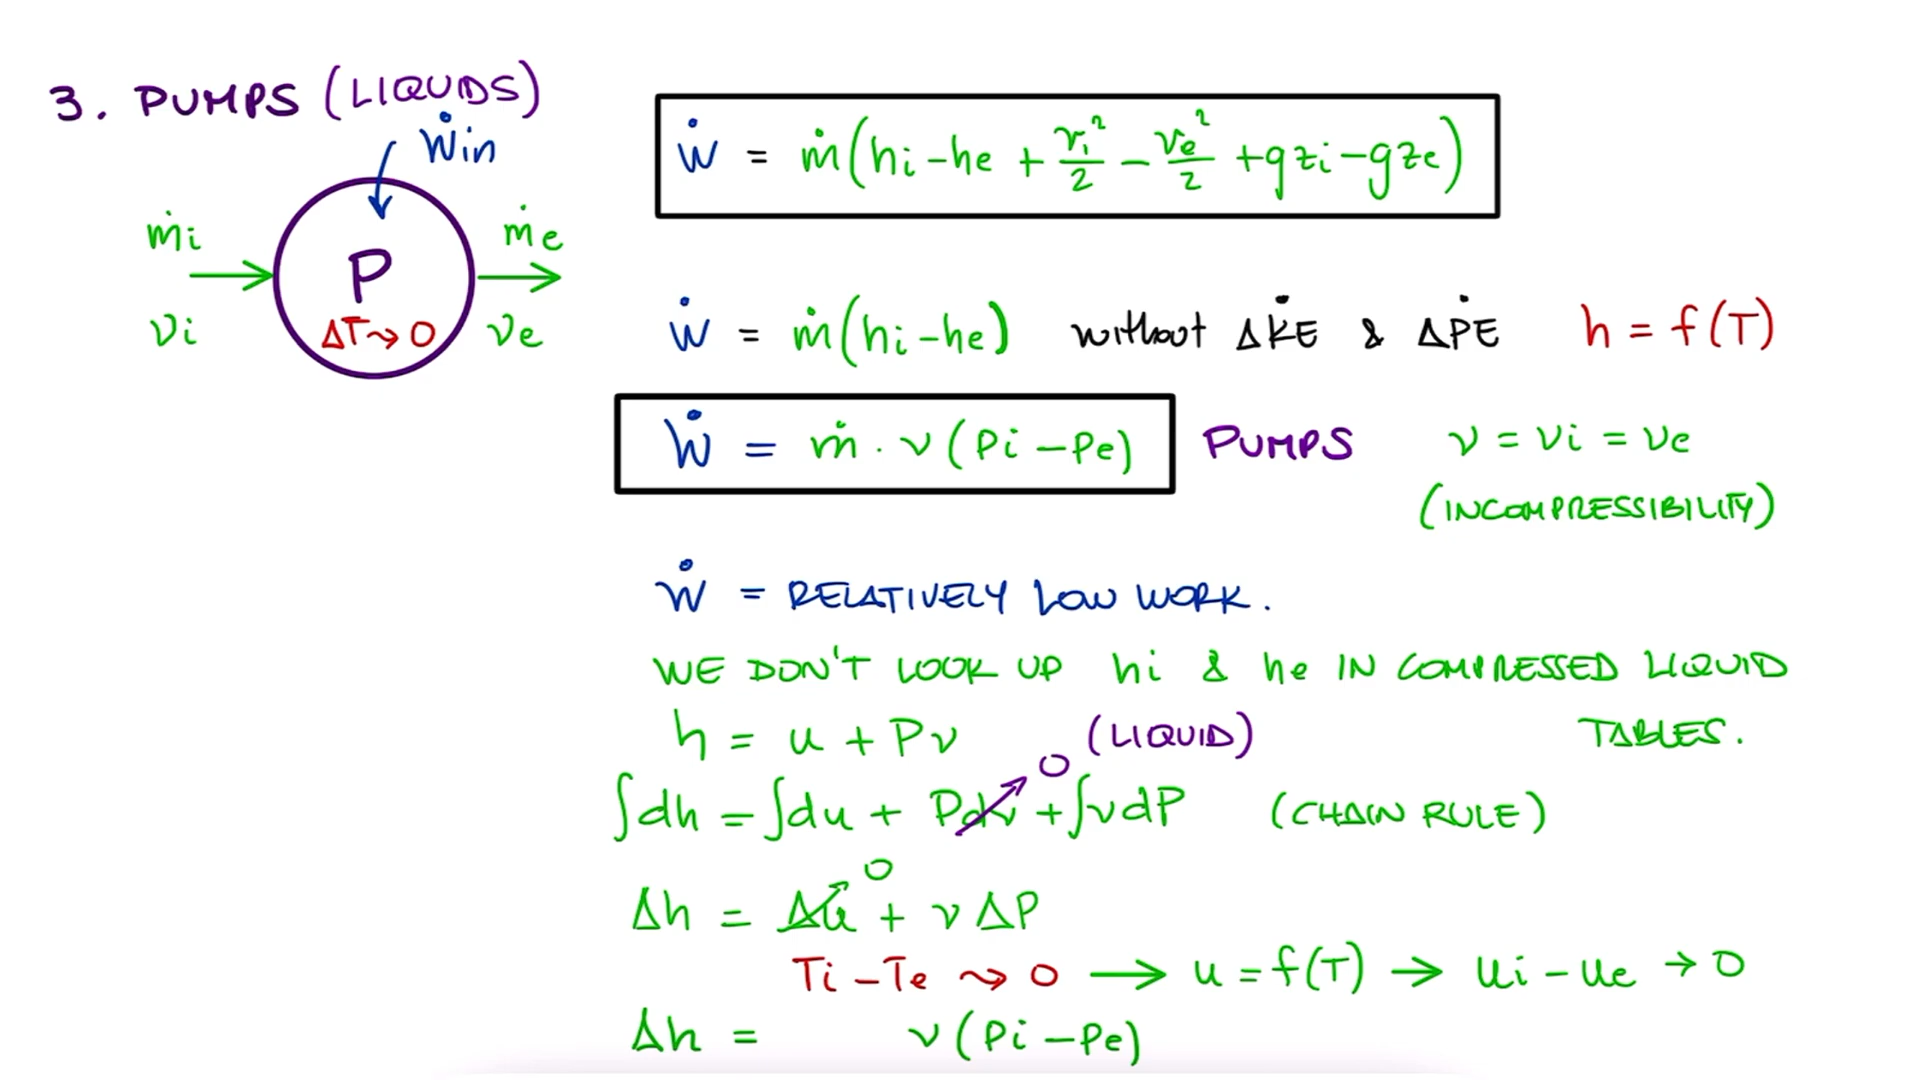 3. PUMPS (LIQUIDS)
Ẇin
ṁi
ṁe
P
ΔT⇝0
νi
νe
Ẇ = ṁ(hi-he + νi²/2 - νe²/2 + gzi-gze)
Ẇ = ṁ(hi-he) without ΔK̇E & ΔṖE h = f(T)
Ẇ = ṁ · ν (Pi-Pe) PUMPS ν = νi = νe
(INCOMPRESSIBILITY)
Ẇ = RELATIVELY LOW WORK.
WE DON'T LOOK UP hi & he IN COMPRESSED LIQUID
TABLES.
h = u + Pν (LIQUID)
∫dh = ∫du + Pdν 0 + ∫νdP (CHAIN RULE)
Δh = Δu 0 + ν ΔP
Ti-Te ⇝ 0 → u = f(T) → ui - ue → 0
Δh = ν (Pi-Pe)